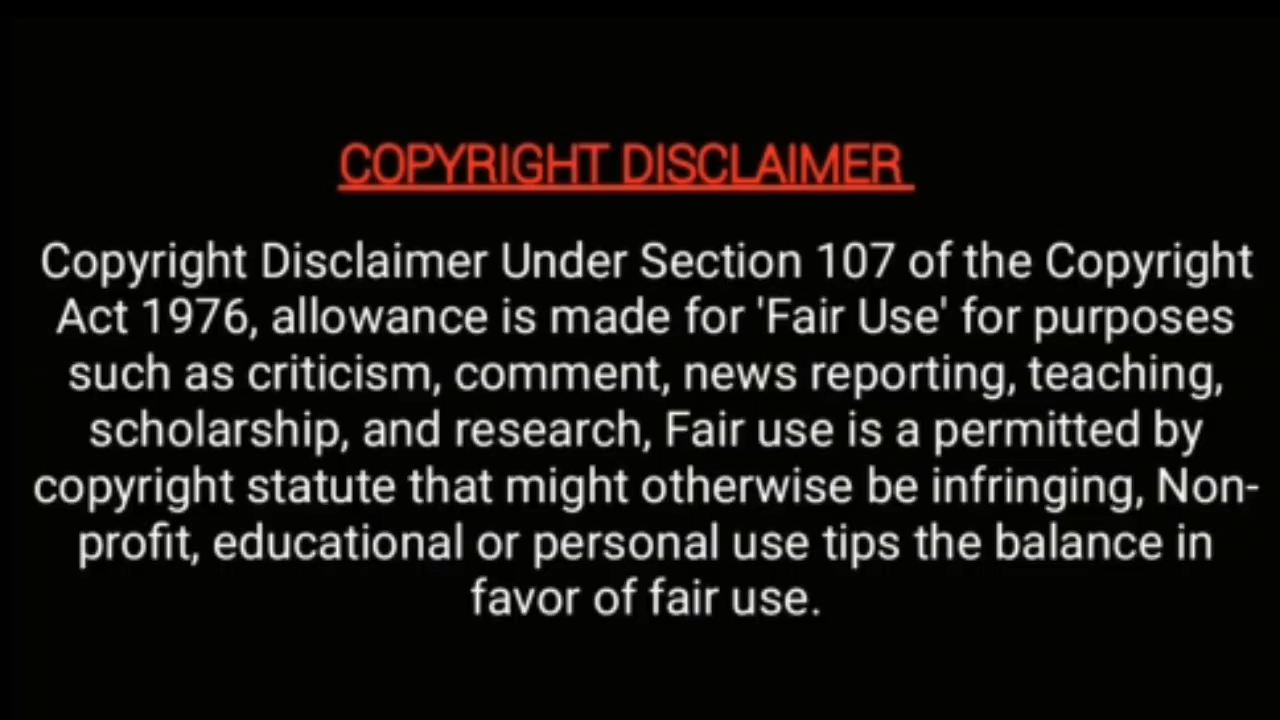 COPYRIGHT DISCLAIMER
Copyright Disclaimer Under Section 107 of the Copyright
Act 1976, allowance is made for 'Fair Use' for purposes
such as criticism, comment, news reporting, teaching,
scholarship, and research, Fair use is a permitted by
copyright statute that might otherwise be infringing, Non-
profit, educational or personal use tips the balance in
favor of fair use.